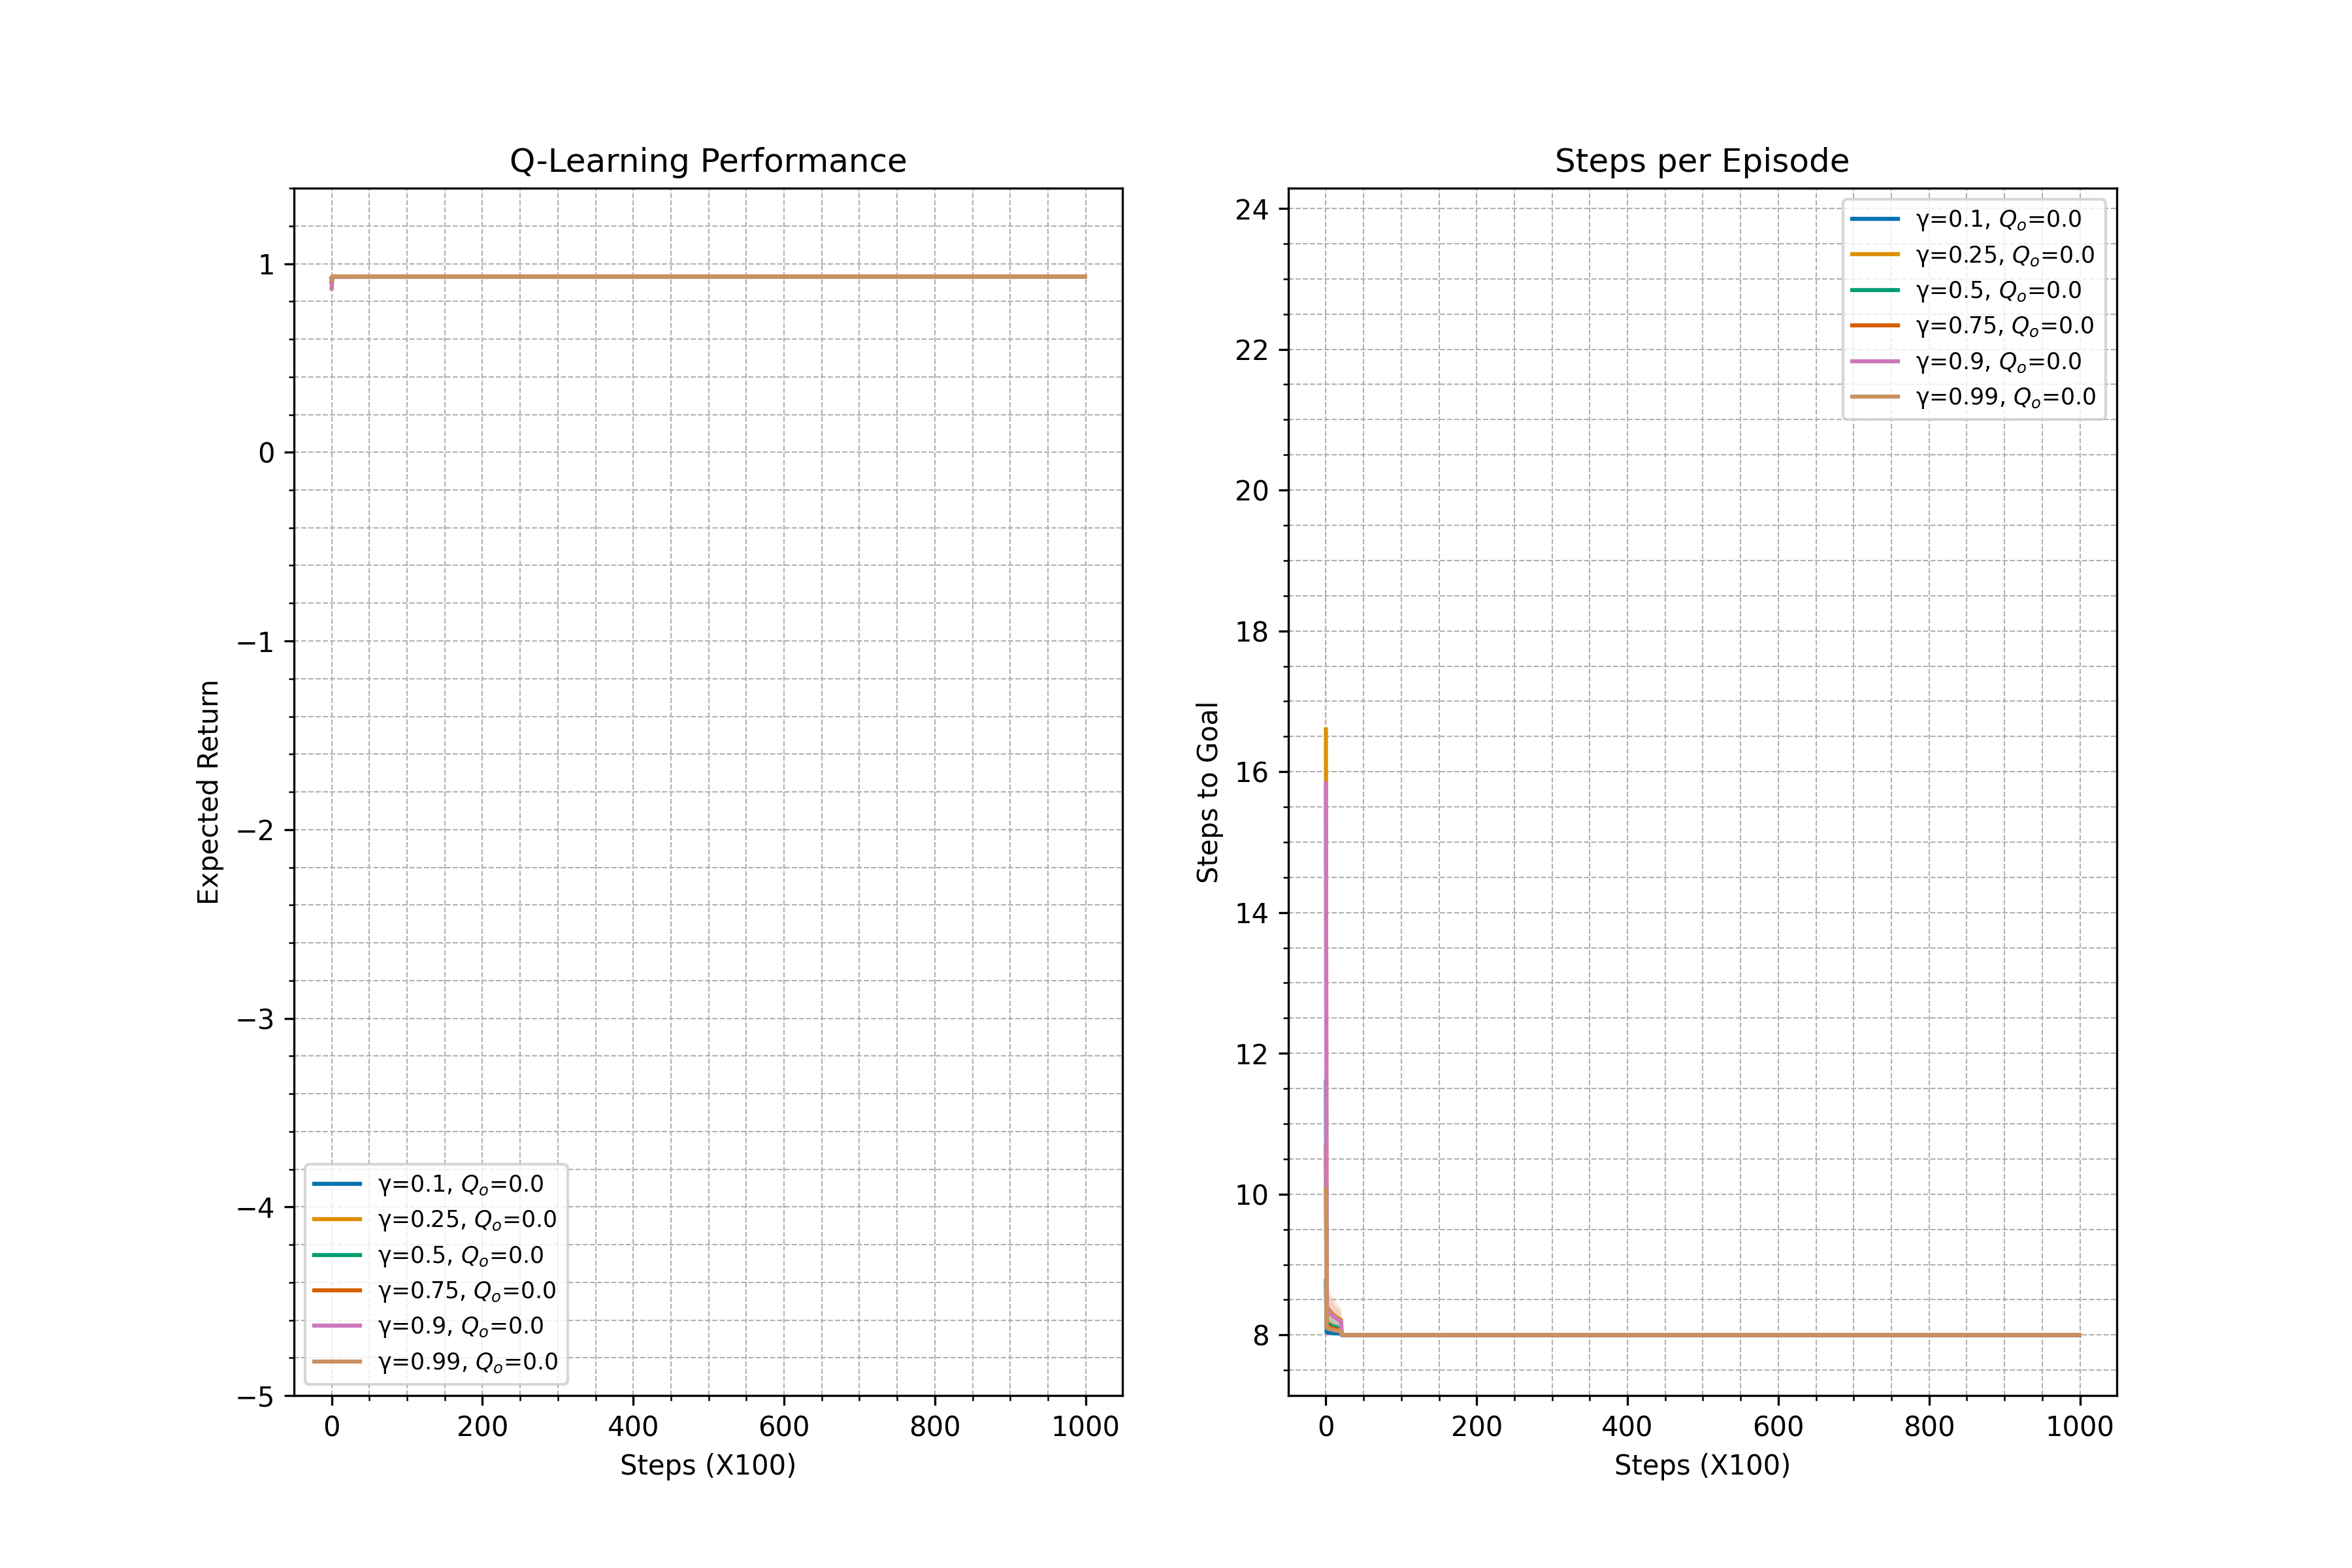 Q-Learning Performance
Expected Return
1
0
−1
−2
−3
−4
−5
γ=0.1, Qₒ=0.0
γ=0.25, Qₒ=0.0
γ=0.5, Qₒ=0.0
γ=0.75, Qₒ=0.0
γ=0.9, Qₒ=0.0
γ=0.99, Qₒ=0.0
0 200 400 600 800 1000
Steps (X100)
Steps per Episode
Steps to Goal
24
22
20
18
16
14
12
10
8
γ=0.1, Qₒ=0.0
γ=0.25, Qₒ=0.0
γ=0.5, Qₒ=0.0
γ=0.75, Qₒ=0.0
γ=0.9, Qₒ=0.0
γ=0.99, Qₒ=0.0
0 200 400 600 800 1000
Steps (X100)